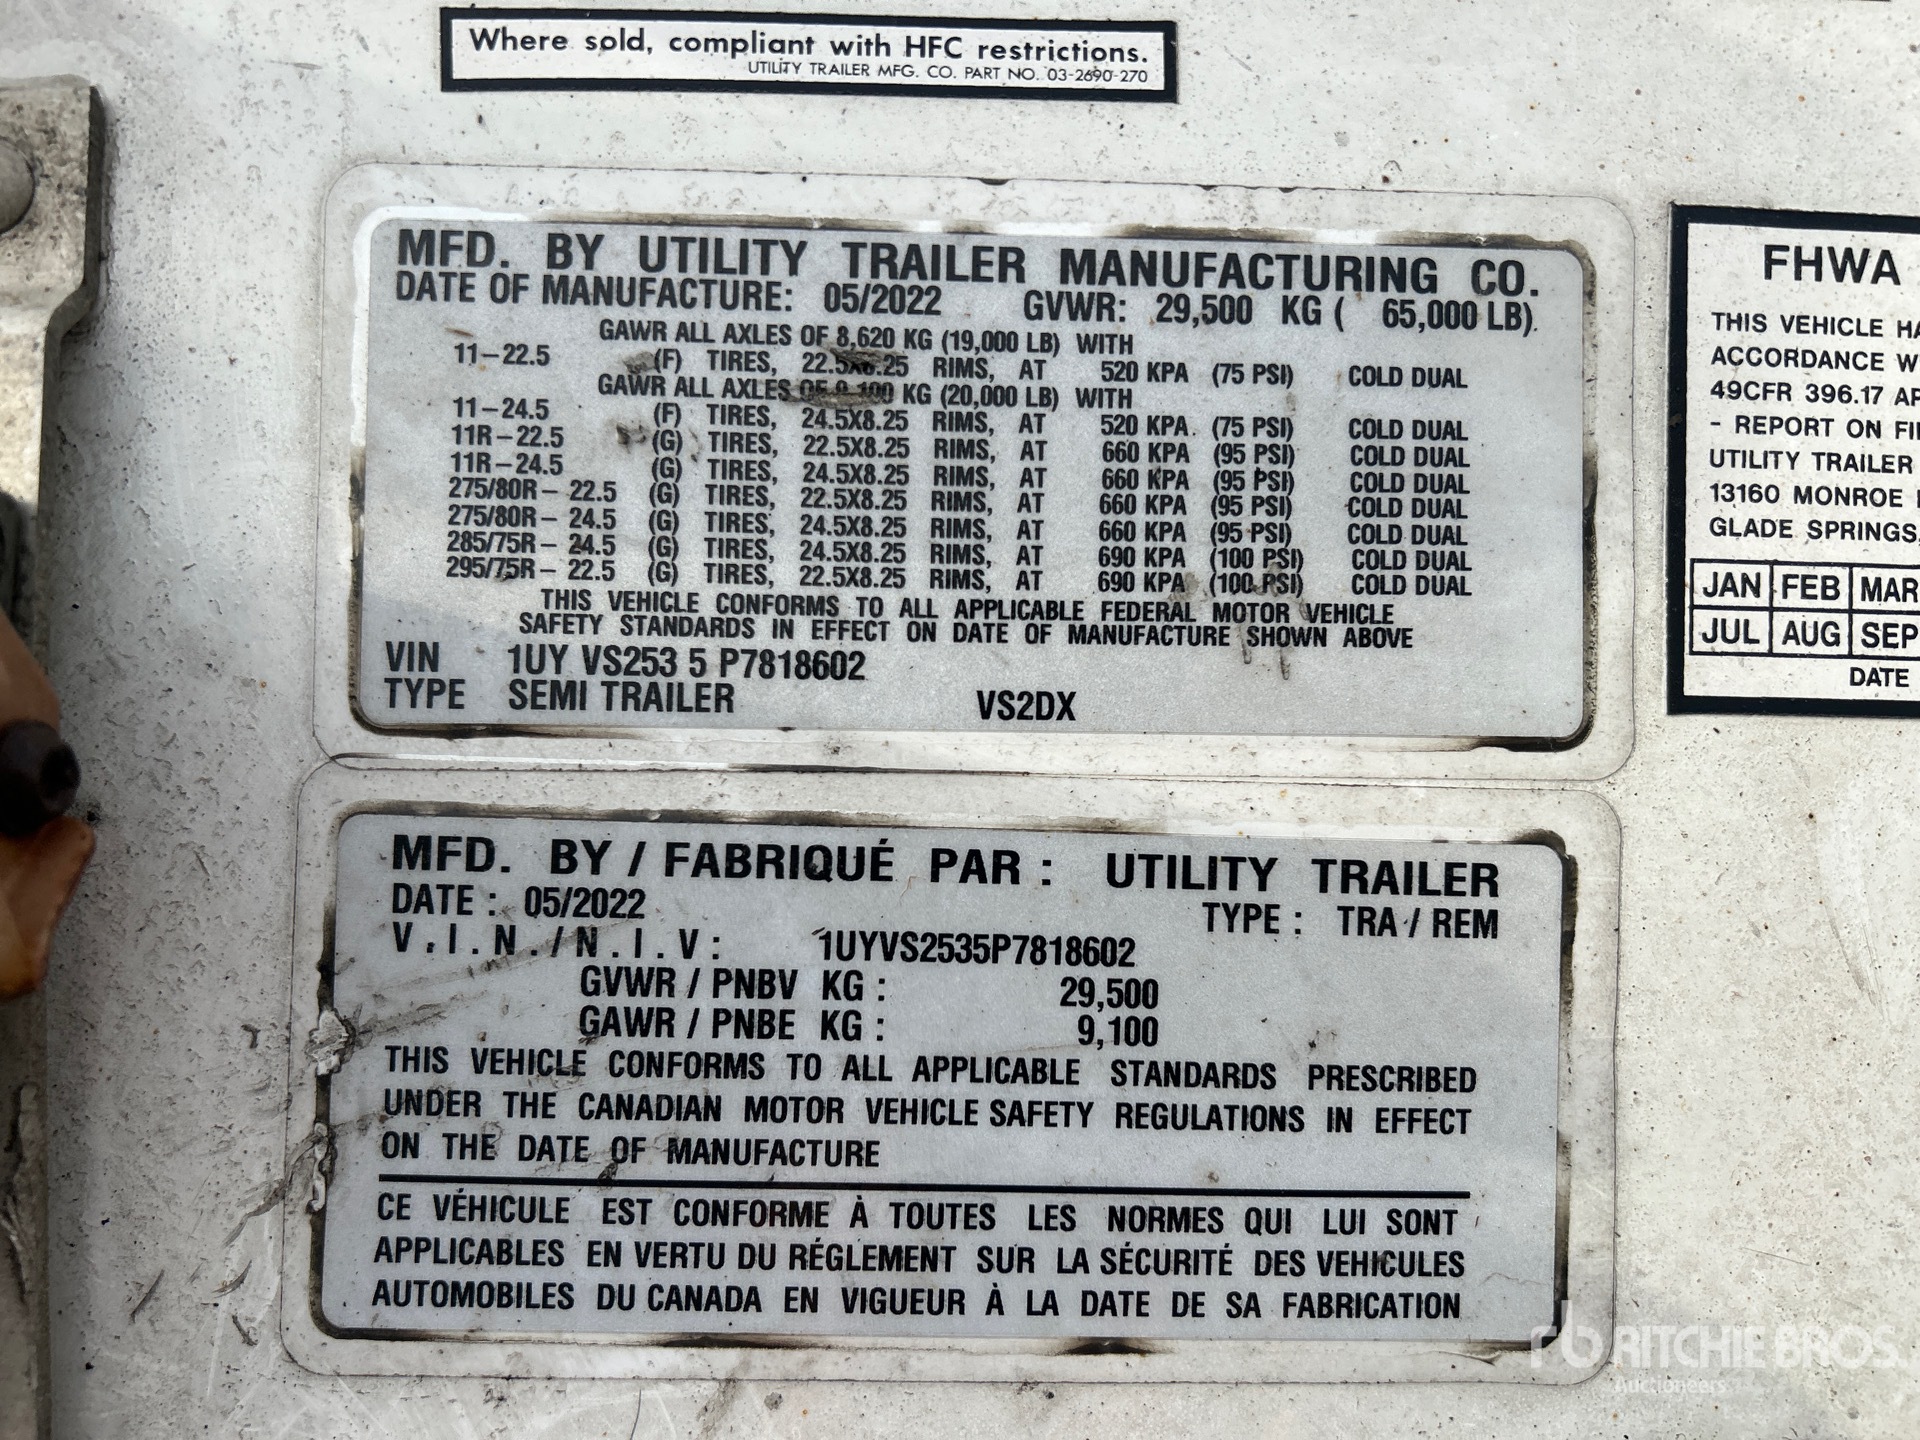 Where sold, compliant with HFC restrictions.
UTILITY TRAILER MFG. CO. PART NO. 03-2690-270
MFD. BY UTILITY TRAILER MANUFACTURING CO.
DATE OF MANUFACTURE: 05/2022 GVWR: 29,500 KG ( 65,000 LB).
GAWR ALL AXLES OF 8,620 KG (19,000 LB) WITH
11-22.5 (F) TIRES, 22.5X8.25 RIMS, AT 520 KPA (75 PSI) COLD DUAL
GAWR ALL AXLES OF 9,100 KG (20,000 LB) WITH
11-24.5 (F) TIRES, 24.5X8.25 RIMS, AT 520 KPA (75 PSI) COLD DUAL
11R-22.5 (G) TIRES, 22.5X8.25 RIMS, AT 660 KPA (95 PSI) COLD DUAL
11R-24.5 (G) TIRES, 24.5X8.25 RIMS, AT 660 KPA (95 PSI) COLD DUAL
275/80R-22.5 (G) TIRES, 22.5X8.25 RIMS, AT 660 KPA (95 PSI) COLD DUAL
275/80R-24.5 (G) TIRES, 24.5X8.25 RIMS, AT 660 KPA (95 PSI) COLD DUAL
285/75R-24.5 (G) TIRES, 24.5X8.25 RIMS, AT 690 KPA (100 PSI) COLD DUAL
295/75R-22.5 (G) TIRES, 22.5X8.25 RIMS, AT 690 KPA (100 PSI) COLD DUAL
THIS VEHICLE CONFORMS TO ALL APPLICABLE FEDERAL MOTOR VEHICLE
SAFETY STANDARDS IN EFFECT ON DATE OF MANUFACTURE SHOWN ABOVE
VIN 1UY VS253 5 P7818602
TYPE SEMI TRAILER VS2DX
FHWA
THIS VEHICLE HA
ACCORDANCE W
49CFR 396.17 AP
- REPORT ON FI
UTILITY TRAILER
13160 MONROE
GLADE SPRINGS,
JAN FEB MAR
JUL AUG SEP
DATE
MFD. BY / FABRIQUÉ PAR : UTILITY TRAILER
DATE : 05/2022 TYPE : TRA / REM
V.I.N./N.I.V: 1UYVS2535P7818602
GVWR / PNBV KG : 29,500
GAWR / PNBE KG : 9,100
THIS VEHICLE CONFORMS TO ALL APPLICABLE STANDARDS PRESCRIBED
UNDER THE CANADIAN MOTOR VEHICLE SAFETY REGULATIONS IN EFFECT
ON THE DATE OF MANUFACTURE
CE VÉHICULE EST CONFORME À TOUTES LES NORMES QUI LUI SONT
APPLICABLES EN VERTU DU RÉGLEMENT SUR LA SÉCURITÉ DES VEHICULES
AUTOMOBILES DU CANADA EN VIGUEUR À LA DATE DE SA FABRICATION
rb RITCHIE BROS.
Auctioneers